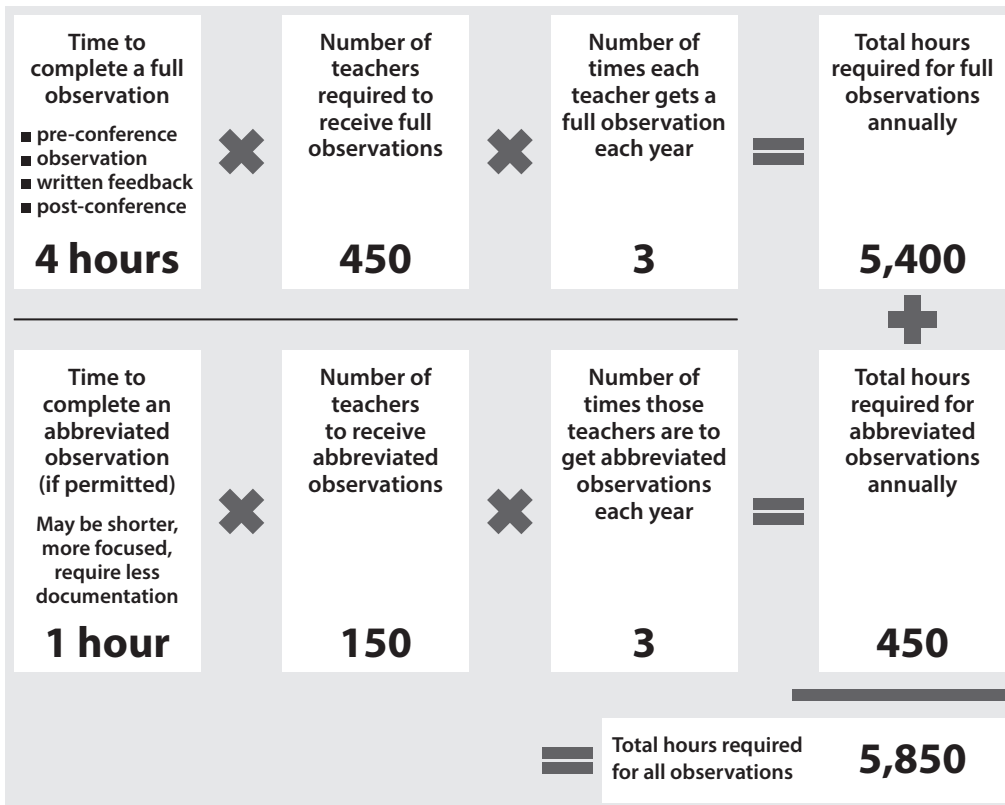 Time to
complete a full
observation
■ pre-conference
■ observation
■ written feedback
■ post-conference
4 hours
Number of
teachers
required to
receive full
observations
450
Number of
times each
teacher gets a
full observation
each year
3
Total hours
required for full
observations
annually
5,400
Time to
complete an
abbreviated
observation
(if permitted)
May be shorter,
more focused,
require less
documentation
1 hour
Number of
teachers
to receive
abbreviated
observations
150
Number of
times those
teachers are to
get abbreviated
observations
each year
3
Total hours
required for
abbreviated
observations
annually
450
Total hours required
for all observations
5,850